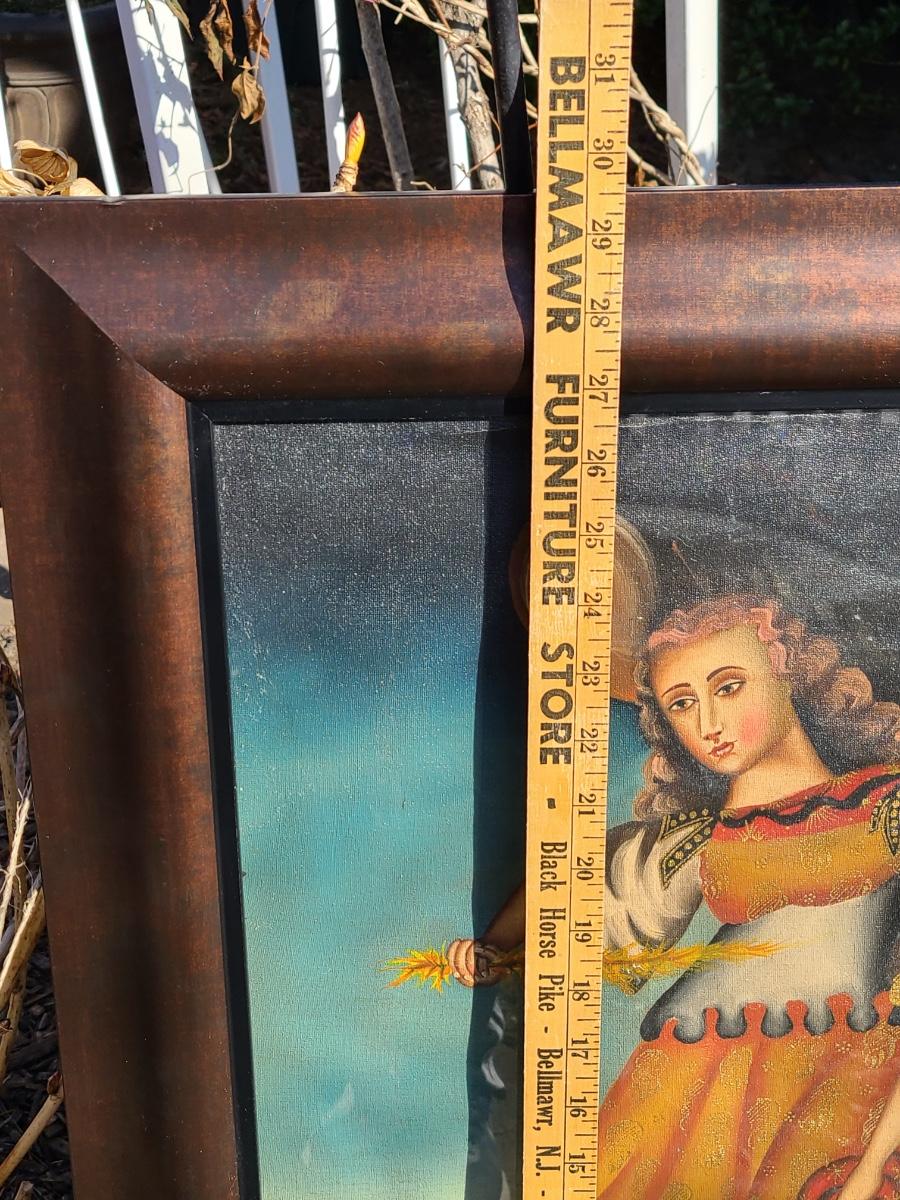 BELLMAWR FURNITURE STORE - Black Horse Pike - Bellmawr, N.J. -
31 30 29 28 27 26 25 24 23 22 21 20 19 18 17 16 15